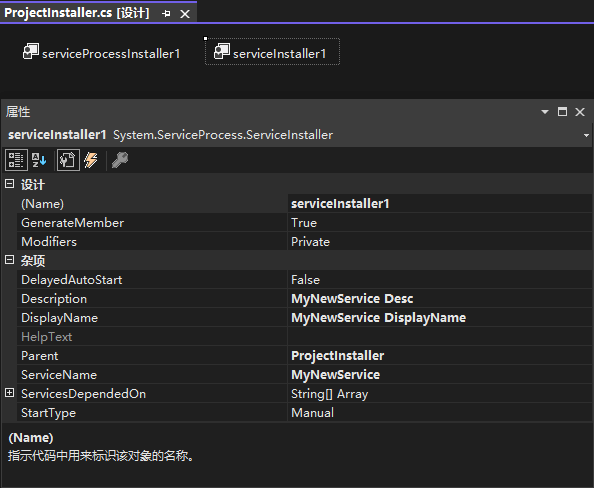 ProjectInstaller.cs [设计]
serviceProcessInstaller1 serviceInstaller1
属性
serviceInstaller1 System.ServiceProcess.ServiceInstaller
设计
(Name) serviceInstaller1
GenerateMember True
Modifiers Private
杂项
DelayedAutoStart False
Description MyNewService Desc
DisplayName MyNewService DisplayName
HelpText
Parent ProjectInstaller
ServiceName MyNewService
ServicesDependedOn String[] Array
StartType Manual
(Name)
指示代码中用来标识该对象的名称。